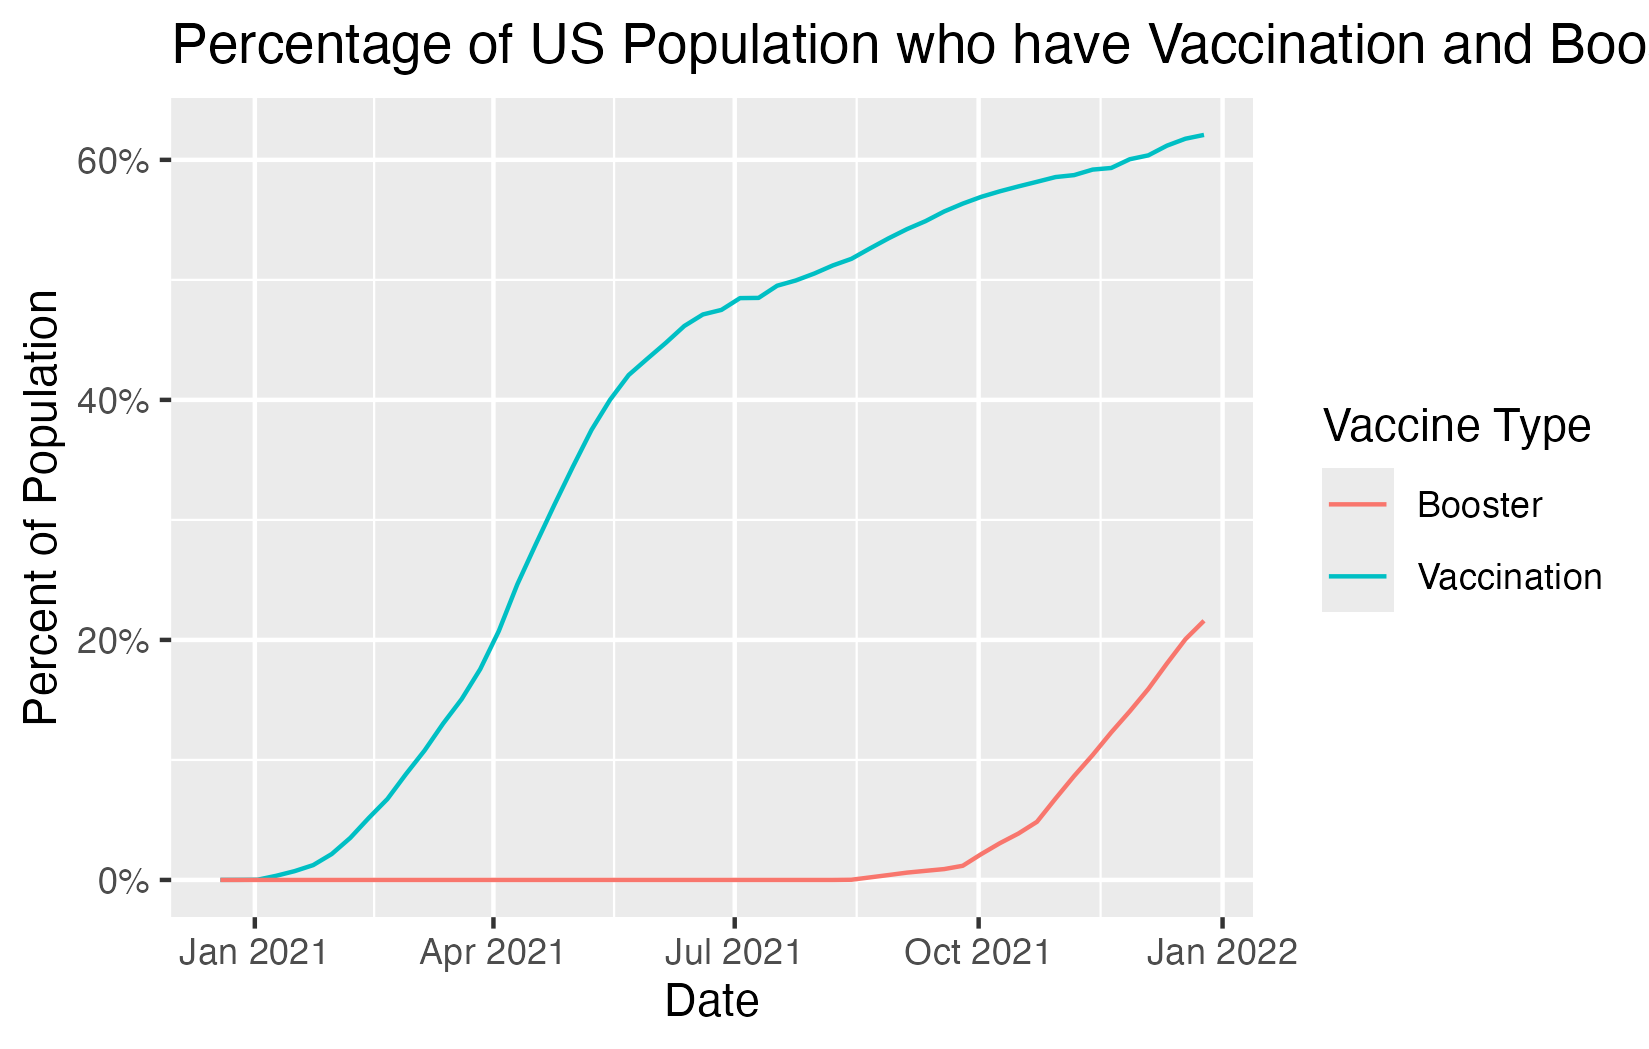 Percentage of US Population who have Vaccination and Boo
60%
40%
20%
0%
Percent of Population
Jan 2021 Apr 2021 Jul 2021 Oct 2021 Jan 2022
Date
Vaccine Type
Booster
Vaccination